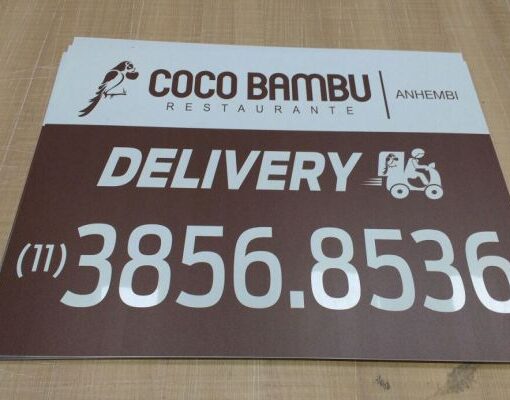 COCO BAMBU
RESTAURANTE
ANHEMBI
DELIVERY
(11) 3856.8536